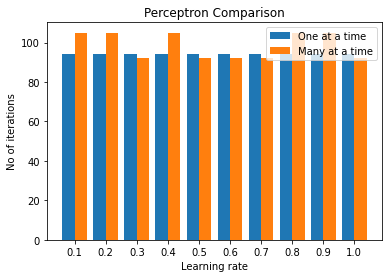 Perceptron Comparison
One at a time
Many at a time
No of iterations
100
80
60
40
20
0
0.1 0.2 0.3 0.4 0.5 0.6 0.7 0.8 0.9 1.0
Learning rate